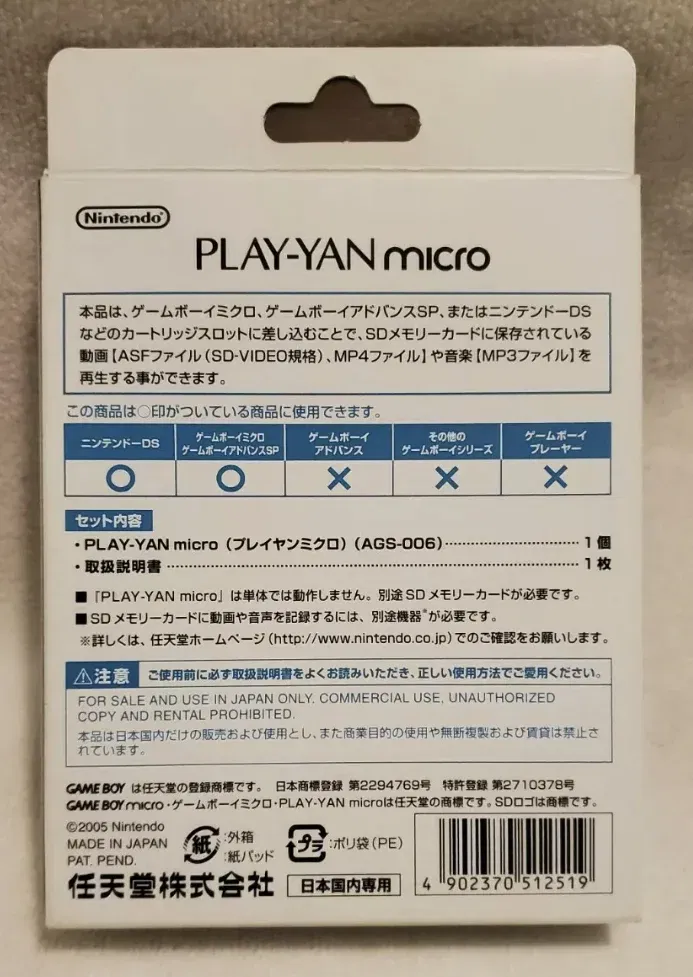 Nintendo
PLAY-YAN micro
本品は、ゲームボーイミクロ、ゲームボーイアドバンスSP、またはニンテンドーDS
などのカートリッジスロットに差し込むことで、SDメモリーカードに保存されている
動画【ASFファイル(SD-VIDEO規格)、MP4ファイル】や音楽【MP3ファイル】を
再生する事ができます。
この商品は○印がついている商品に使用できます。
ニンテンドーDS
ゲームボーイミクロ
ゲームボーイアドバンスSP
ゲームボーイ
アドバンス
その他の
ゲームボーイシリーズ
ゲームボーイ
プレーヤー
○ ○ × × ×
セット内容
・PLAY-YAN micro(プレイヤンミクロ)(AGS-006)………1個
・取扱説明書………1枚
■「PLAY-YAN micro」は単体では動作しません。別途SDメモリーカードが必要です。
■SDメモリーカードに動画や音声を記録するには、別途機器※が必要です。
※詳しくは、任天堂ホームページ(http://www.nintendo.co.jp)でのご確認をお願いします。
⚠注意 ご使用前に必ず取扱説明書をよくお読みいただき、正しい使用方法でご愛用ください。
FOR SALE AND USE IN JAPAN ONLY. COMMERCIAL USE, UNAUTHORIZED
COPY AND RENTAL PROHIBITED.
本品は日本国内だけの販売および使用とし、また商業目的の使用や無断複製および賃貸は禁止さ
れています。
GAME BOY は任天堂の登録商標です。 日本商標登録 第2294769号 特許登録 第2710378号
GAME BOY micro・ゲームボーイミクロ・PLAY-YAN microは任天堂の商標です。SDロゴは商標です。
©2005 Nintendo
MADE IN JAPAN
PAT. PEND.
紙 :外箱
:紙パッド
プラ :ポリ袋(PE)
任天堂株式会社
日本国内専用
4 902370 512519